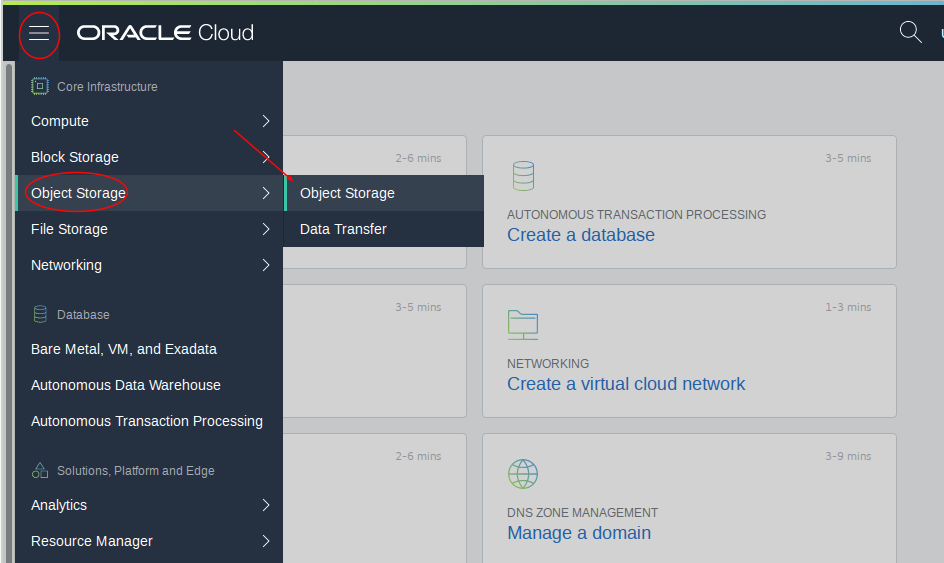 ORACLE Cloud
Core Infrastructure
Compute
Block Storage
Object Storage
File Storage
Networking
Database
Bare Metal, VM, and Exadata
Autonomous Data Warehouse
Autonomous Transaction Processing
Solutions, Platform and Edge
Analytics
Resource Manager
Object Storage
Data Transfer
2-6 mins
3-5 mins
AUTONOMOUS TRANSACTION PROCESSING
Create a database
3-5 mins
1-3 mins
NETWORKING
Create a virtual cloud network
2-6 mins
3-9 mins
DNS ZONE MANAGEMENT
Manage a domain